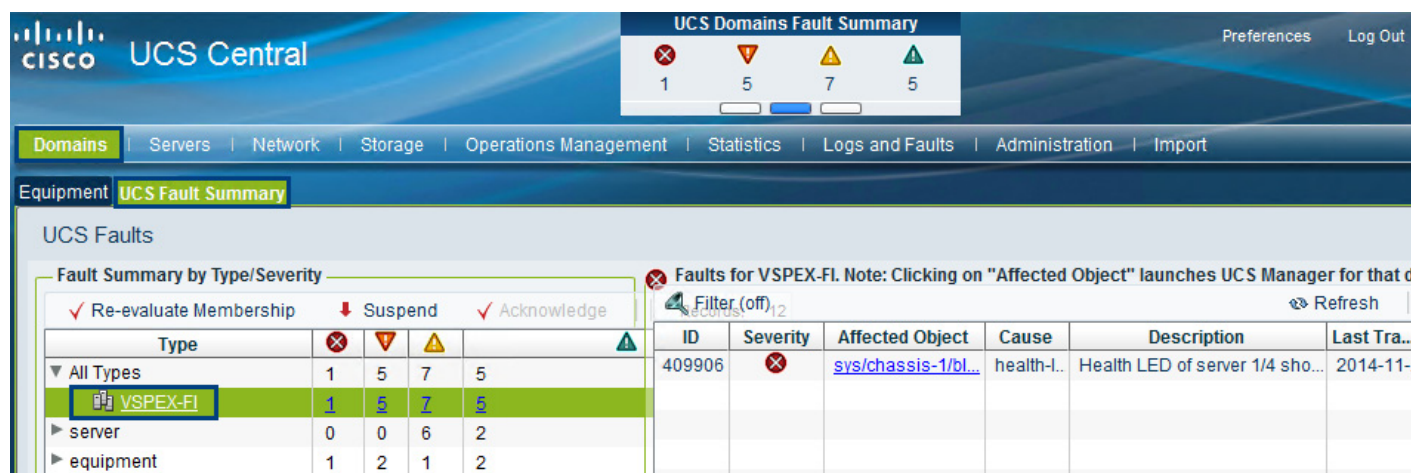 UCS Domains Fault Summary
Preferences Log Out
CISCO UCS Central
1 5 7 5
Domains | Servers | Network | Storage | Operations Management | Statistics | Logs and Faults | Administration | Import
Equipment UCS Fault Summary
UCS Faults
Fault Summary by Type/Severity
Re-evaluate Membership Suspend Acknowledge
Type
All Types 1 5 7 5
VSPEX-FI 1 5 7 5
server 0 0 6 2
equipment 1 2 1 2
Faults for VSPEX-FI. Note: Clicking on "Affected Object" launches UCS Manager for that d
Filter (off) Records: 12 Refresh
ID Severity Affected Object Cause Description Last Tra...
409906 sys/chassis-1/bl... health-l.. Health LED of server 1/4 sho... 2014-11-